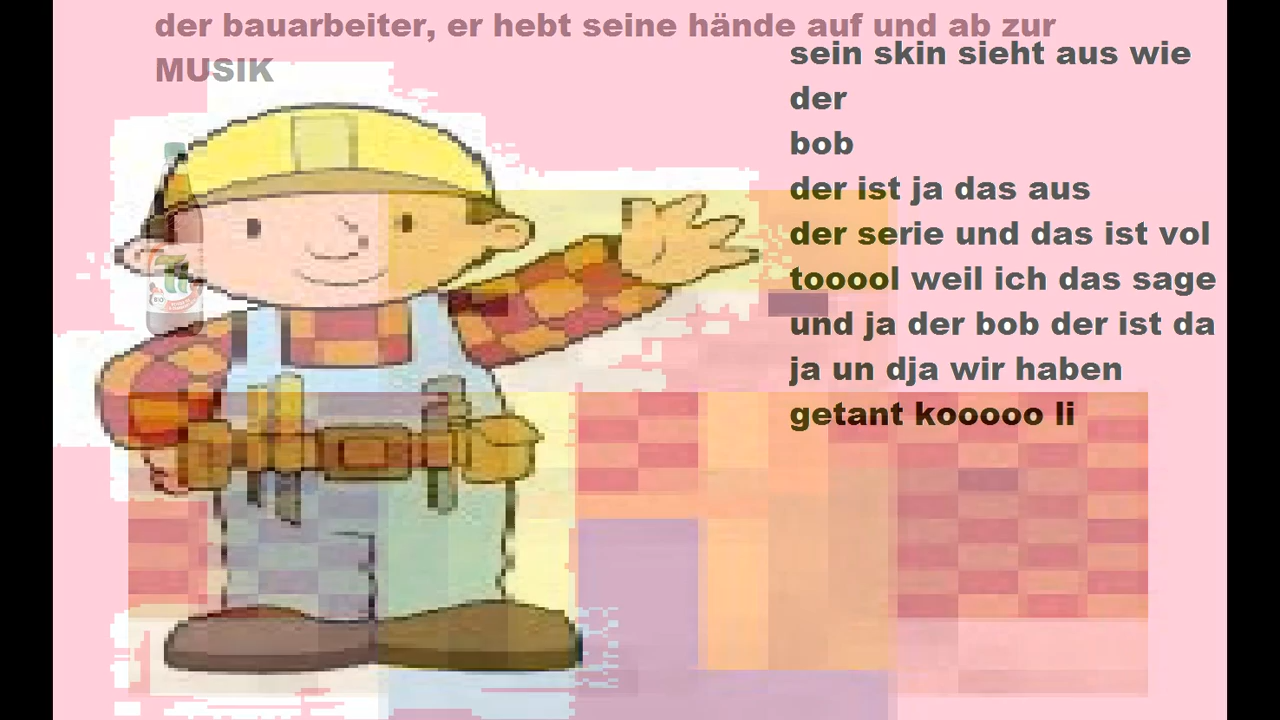 der bauarbeiter, er hebt seine hände auf und ab zur
MUSIK
sein skin sieht aus wie
der
bob
der ist ja das aus
der serie und das ist vol
tooool weil ich das sage
und ja der bob der ist da
ja un dja wir haben
getant kooooo li
BIO